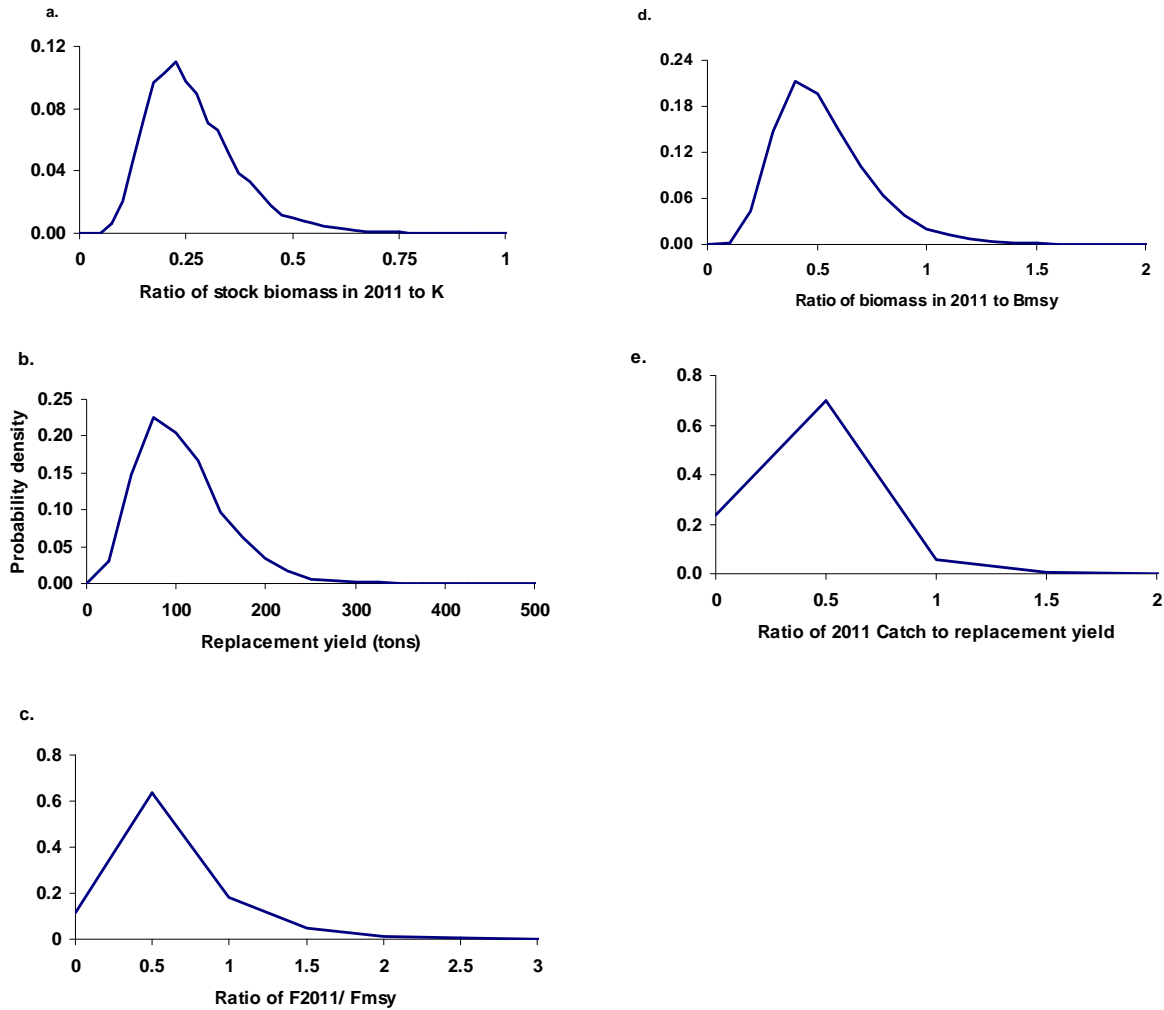 a.
0.12
0.08
0.04
0.00
0 0.25 0.5 0.75 1
Ratio of stock biomass in 2011 to K
b.
Probability density
0.25
0.20
0.15
0.10
0.05
0.00
0 100 200 300 400 500
Replacement yield (tons)
c.
0.8
0.6
0.4
0.2
0
0 0.5 1 1.5 2 2.5 3
Ratio of F2011/ Fmsy
d.
0.24
0.18
0.12
0.06
0.00
0 0.5 1 1.5 2
Ratio of biomass in 2011 to Bmsy
e.
0.8
0.6
0.4
0.2
0.0
0 0.5 1 1.5 2
Ratio of 2011 Catch to replacement yield